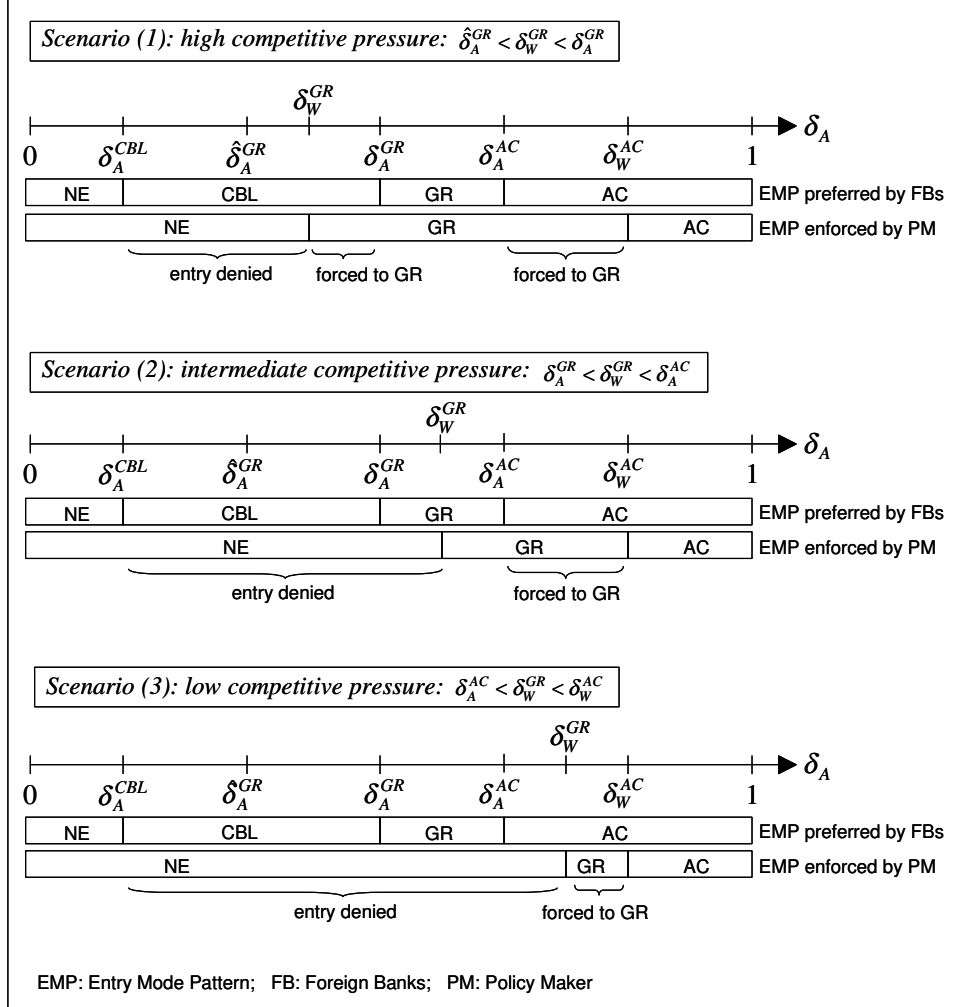 Scenario (1): high competitive pressure: δ̂_A^GR < δ_W^GR < δ_A^GR
δ_W^GR
0 δ_A^CBL δ̂_A^GR δ_A^GR δ_A^AC δ_W^AC 1 δ_A
NE CBL GR AC EMP preferred by FBs
NE GR AC EMP enforced by PM
entry denied forced to GR forced to GR
Scenario (2): intermediate competitive pressure: δ_A^GR < δ_W^GR < δ_A^AC
δ_W^GR
0 δ_A^CBL δ̂_A^GR δ_A^GR δ_A^AC δ_W^AC 1 δ_A
NE CBL GR AC EMP preferred by FBs
NE GR AC EMP enforced by PM
entry denied forced to GR
Scenario (3): low competitive pressure: δ_A^AC < δ_W^GR < δ_W^AC
δ_W^GR
0 δ_A^CBL δ̂_A^GR δ_A^GR δ_A^AC δ_W^AC 1 δ_A
NE CBL GR AC EMP preferred by FBs
NE GR AC EMP enforced by PM
entry denied forced to GR
EMP: Entry Mode Pattern; FB: Foreign Banks; PM: Policy Maker